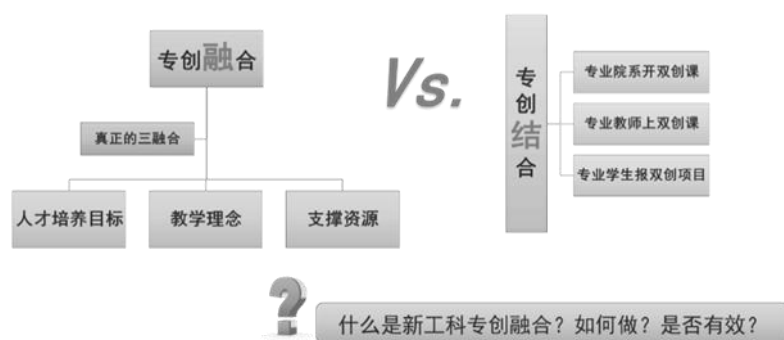 专创融合
真正的三融合
人才培养目标
教学理念
支撑资源
Vs.
专创结合
专业院系开双创课
专业教师上双创课
专业学生报双创项目
?
什么是新工科专创融合？如何做？是否有效？